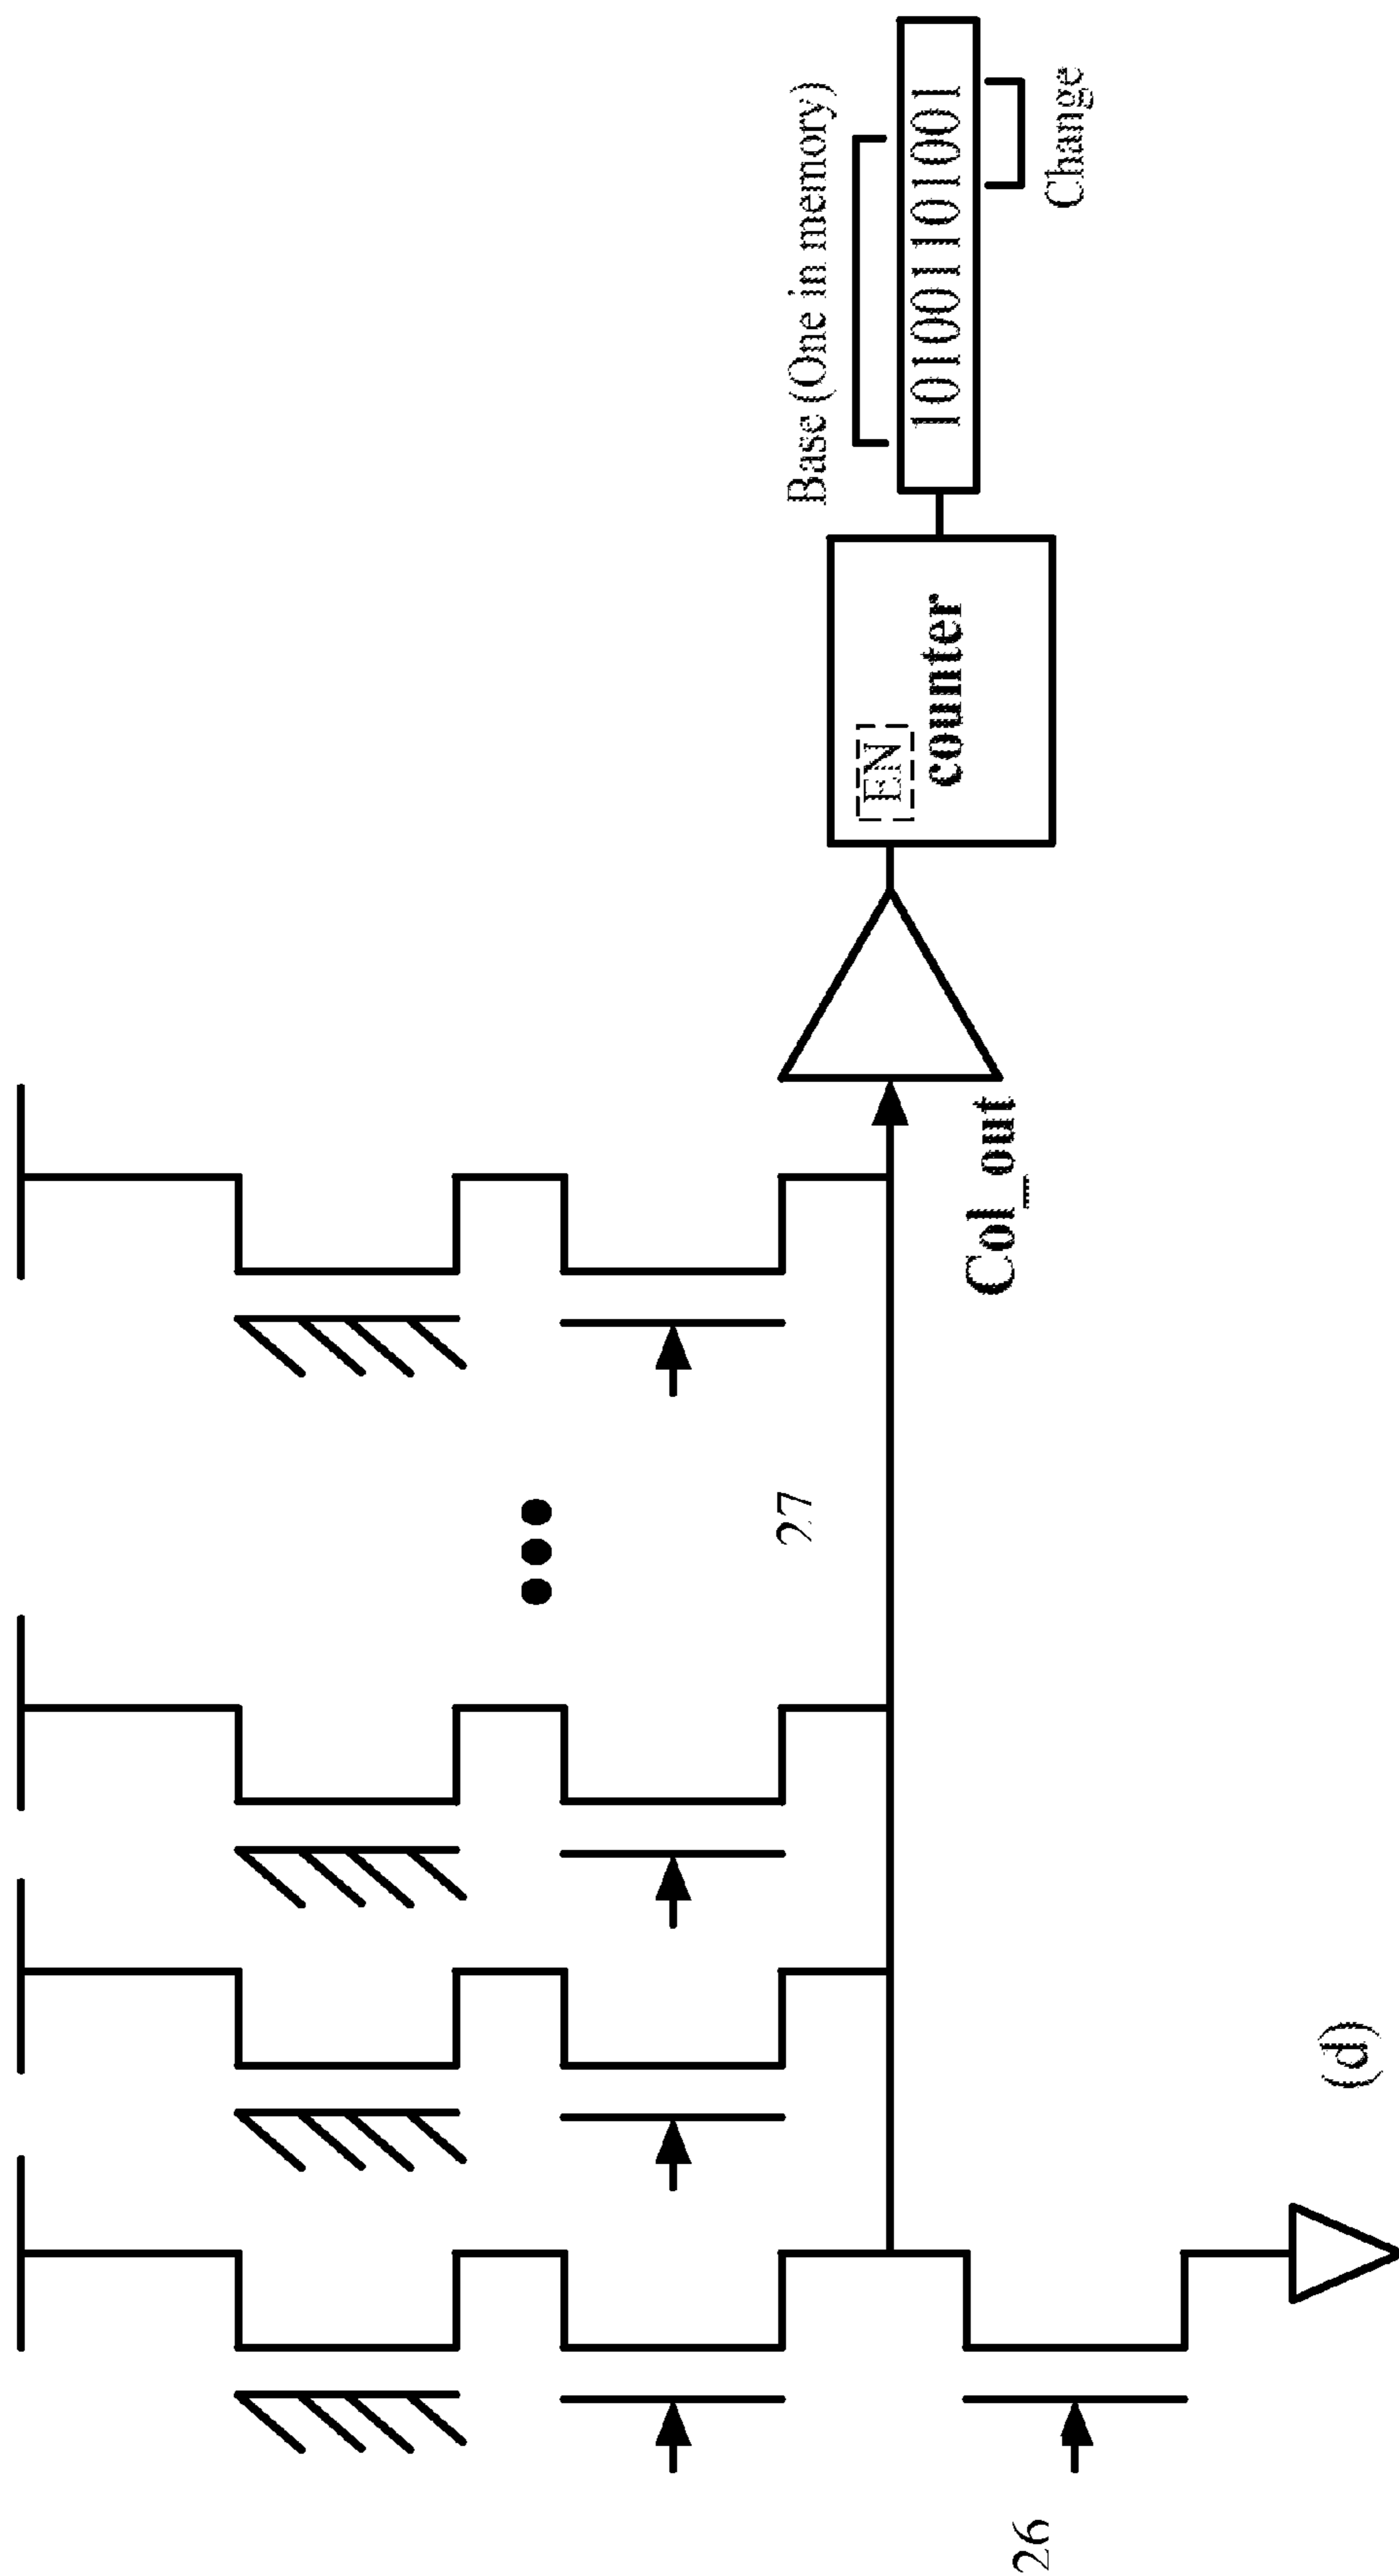 Base (One in memory)
27
EN
counter
101001101001
Col_out
Change
26
(d)